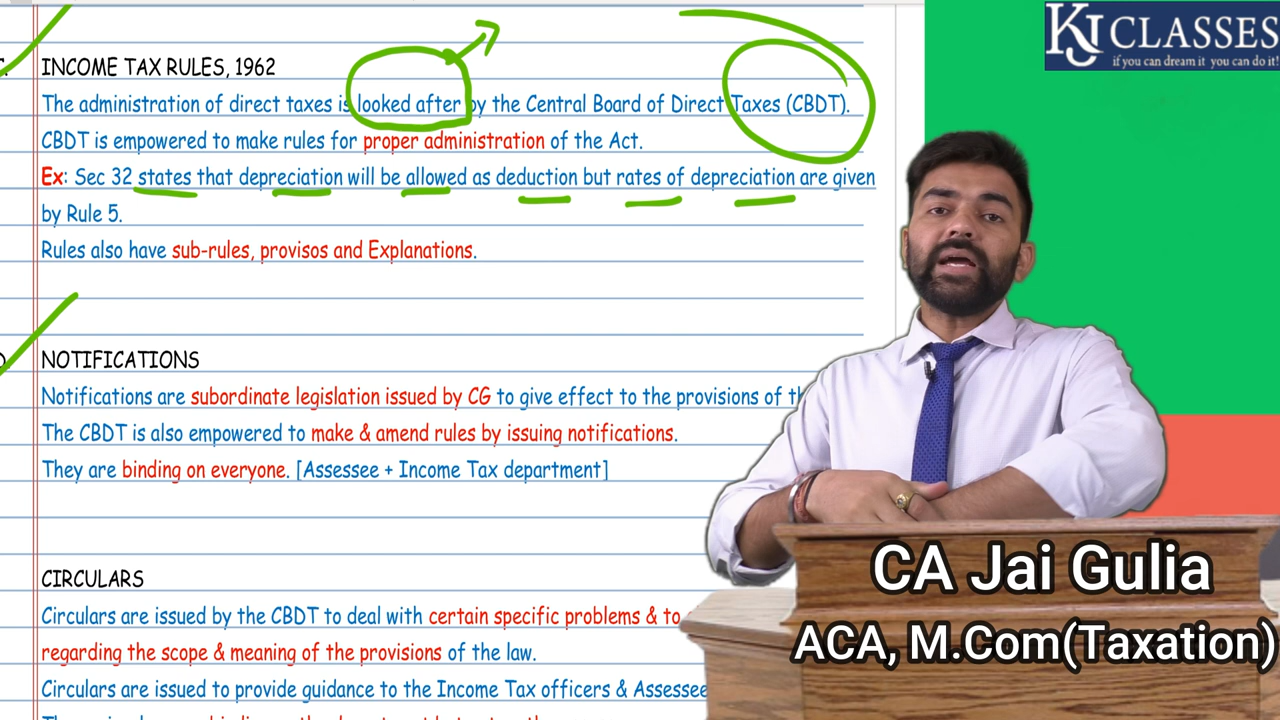 KJ CLASSES
if you can dream it you can do it!
INCOME TAX RULES, 1962
The administration of direct taxes is looked after by the Central Board of Direct Taxes (CBDT).
CBDT is empowered to make rules for proper administration of the Act.
Ex: Sec 32 states that depreciation will be allowed as deduction but rates of depreciation are given
by Rule 5.
Rules also have sub-rules, provisos and Explanations.
NOTIFICATIONS
Notifications are subordinate legislation issued by CG to give effect to the provisions of
The CBDT is also empowered to make & amend rules by issuing notifications.
They are binding on everyone. [Assessee + Income Tax department]
CIRCULARS
Circulars are issued by the CBDT to deal with certain specific problems & to
regarding the scope & meaning of the provisions of the law.
Circulars are issued to provide guidance to the Income Tax officers & Assessee
CA Jai Gulia
ACA, M.Com(Taxation)